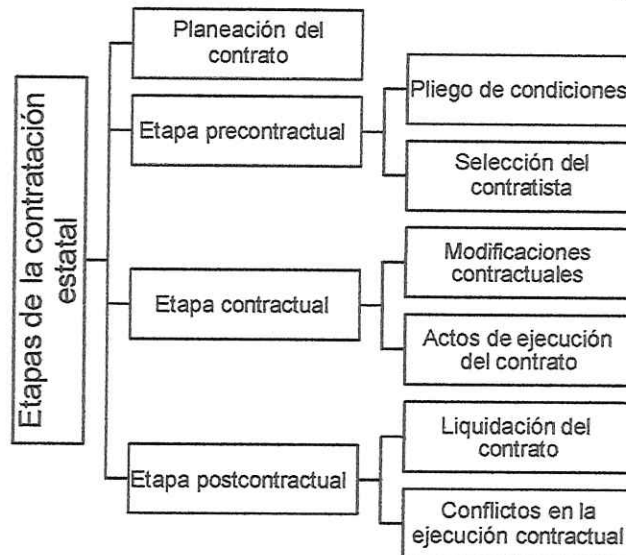 Etapas de la contratación
estatal
Planeación del
contrato
Etapa precontractual
Pliego de condiciones
Selección del
contratista
Etapa contractual
Modificaciones
contractuales
Actos de ejecución
del contrato
Etapa postcontractual
Liquidación del
contrato
Conflictos en la
ejecución contractual